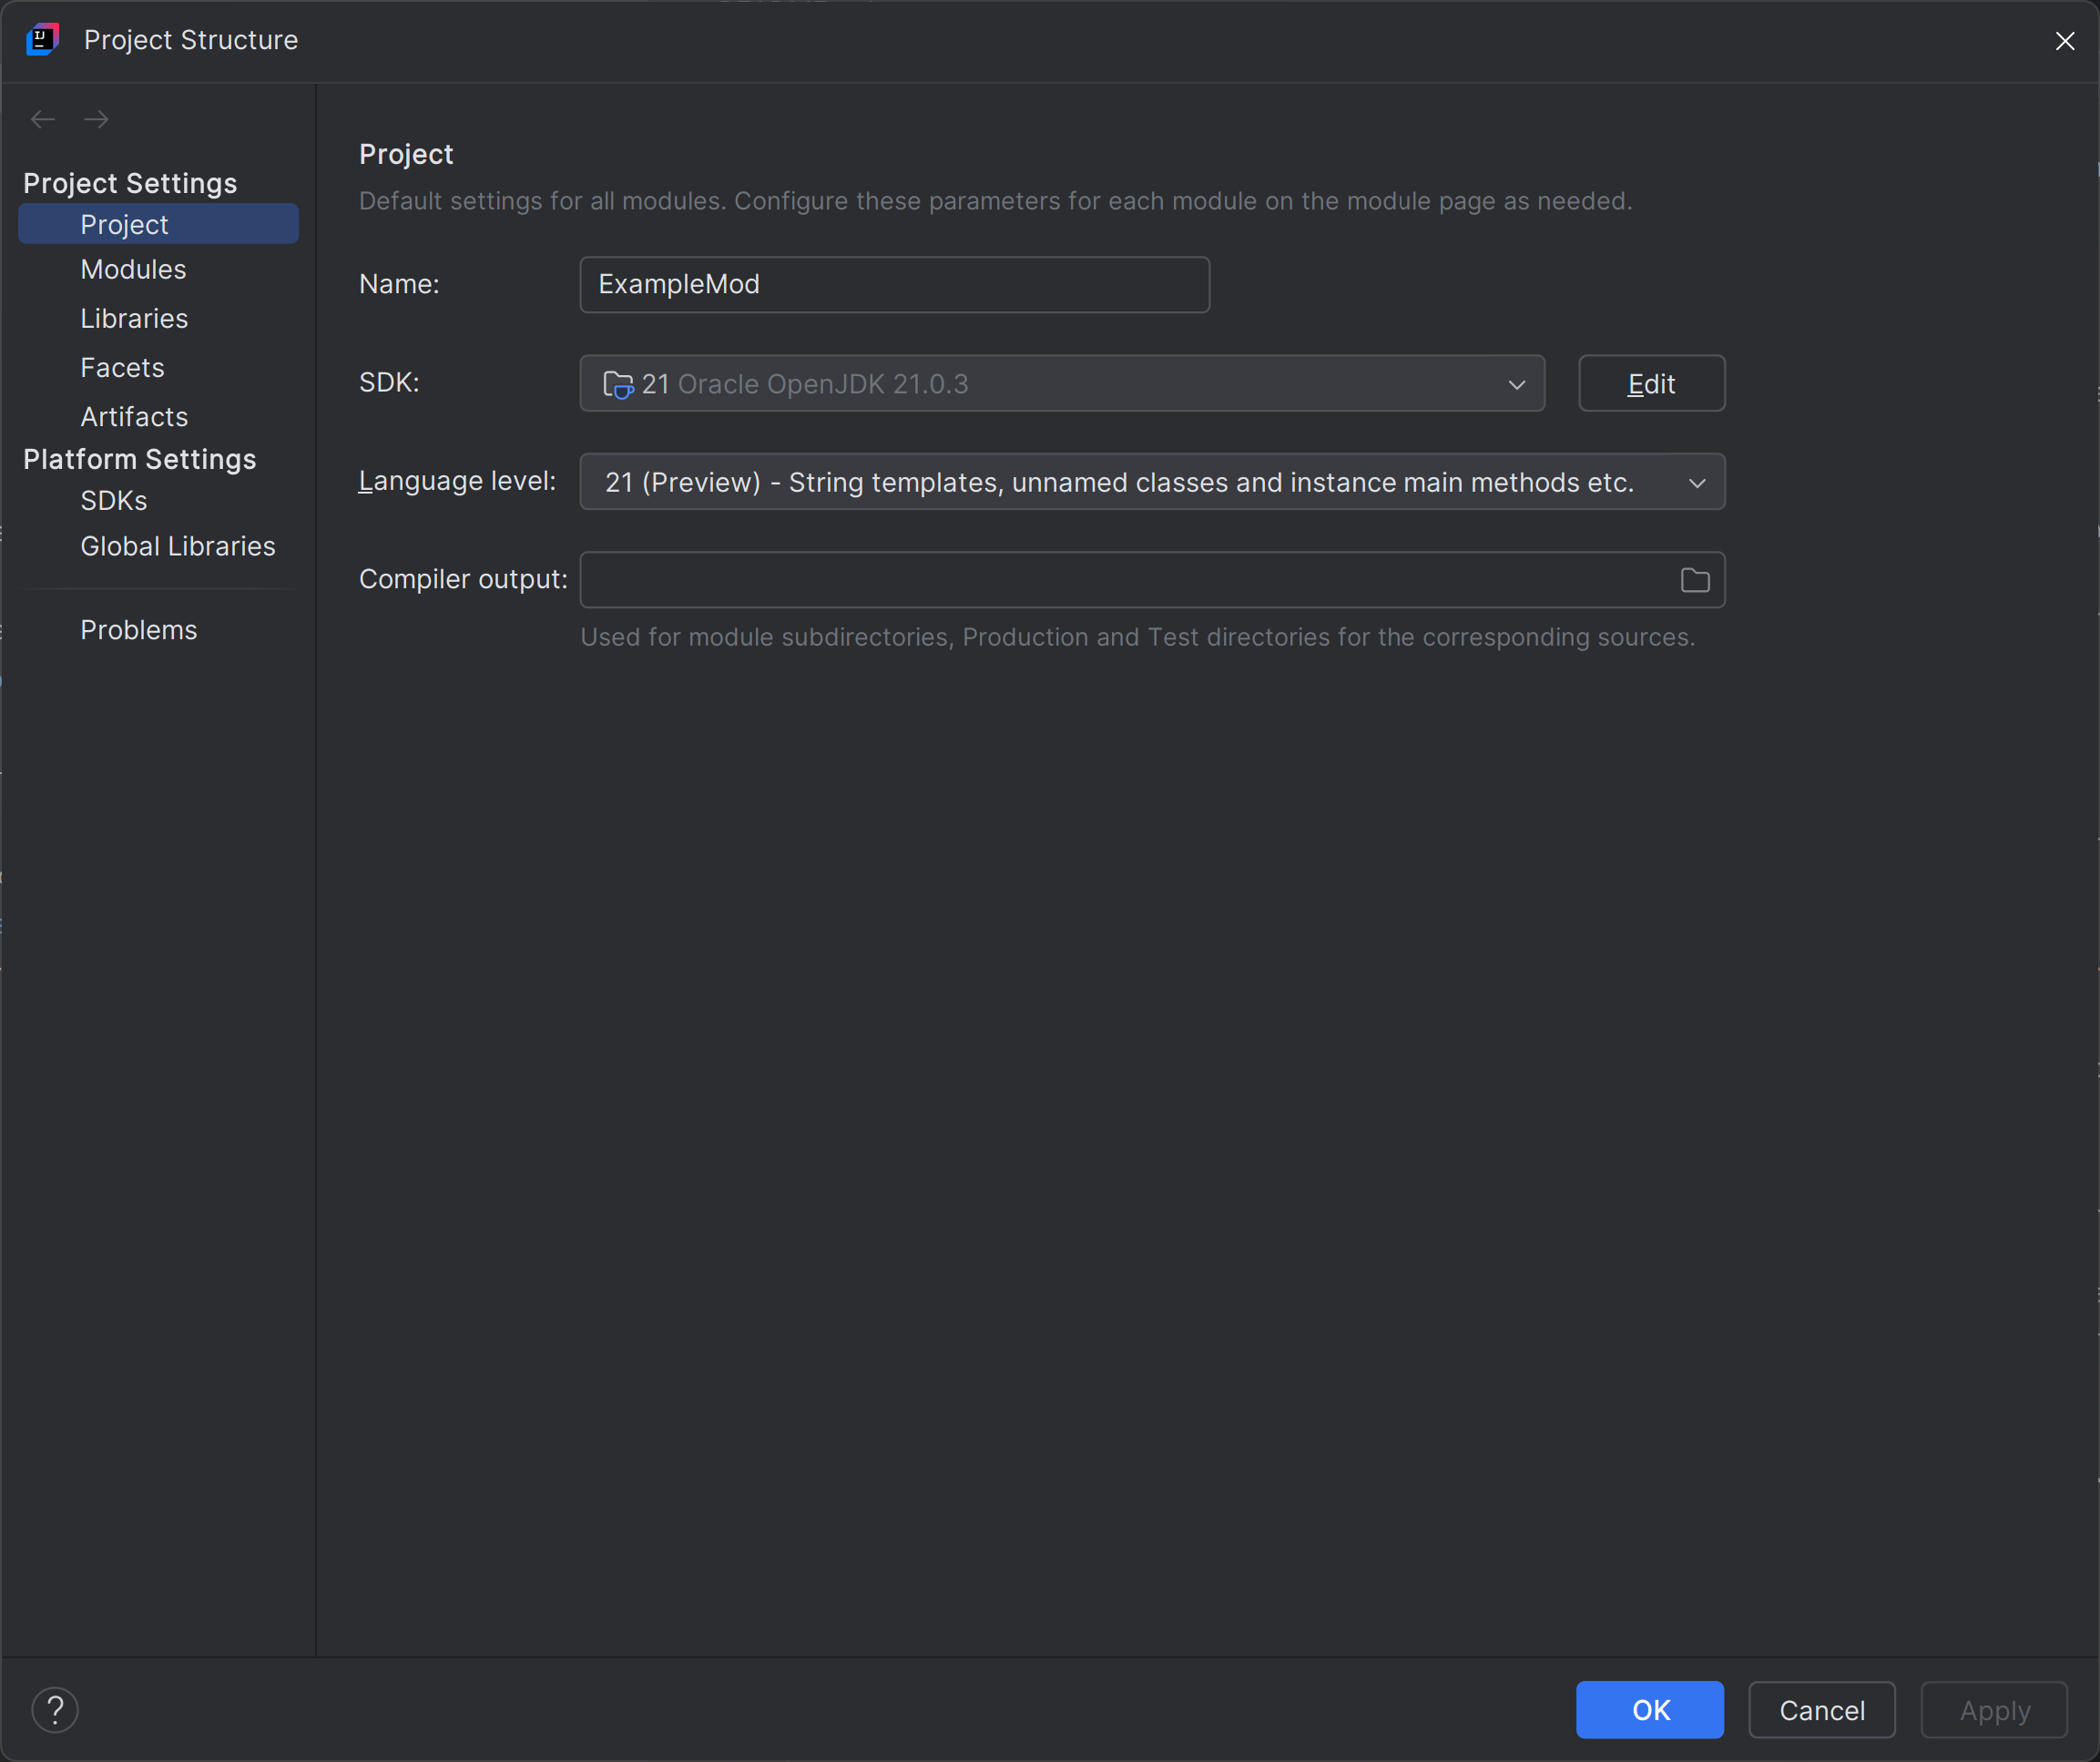 Project Structure
Project Settings
Project
Modules
Libraries
Facets
Artifacts
Platform Settings
SDKs
Global Libraries
Problems
Project
Default settings for all modules. Configure these parameters for each module on the module page as needed.
Name: ExampleMod
SDK: 21 Oracle OpenJDK 21.0.3 Edit
Language level: 21 (Preview) - String templates, unnamed classes and instance main methods etc.
Compiler output:
Used for module subdirectories, Production and Test directories for the corresponding sources.
? OK Cancel Apply